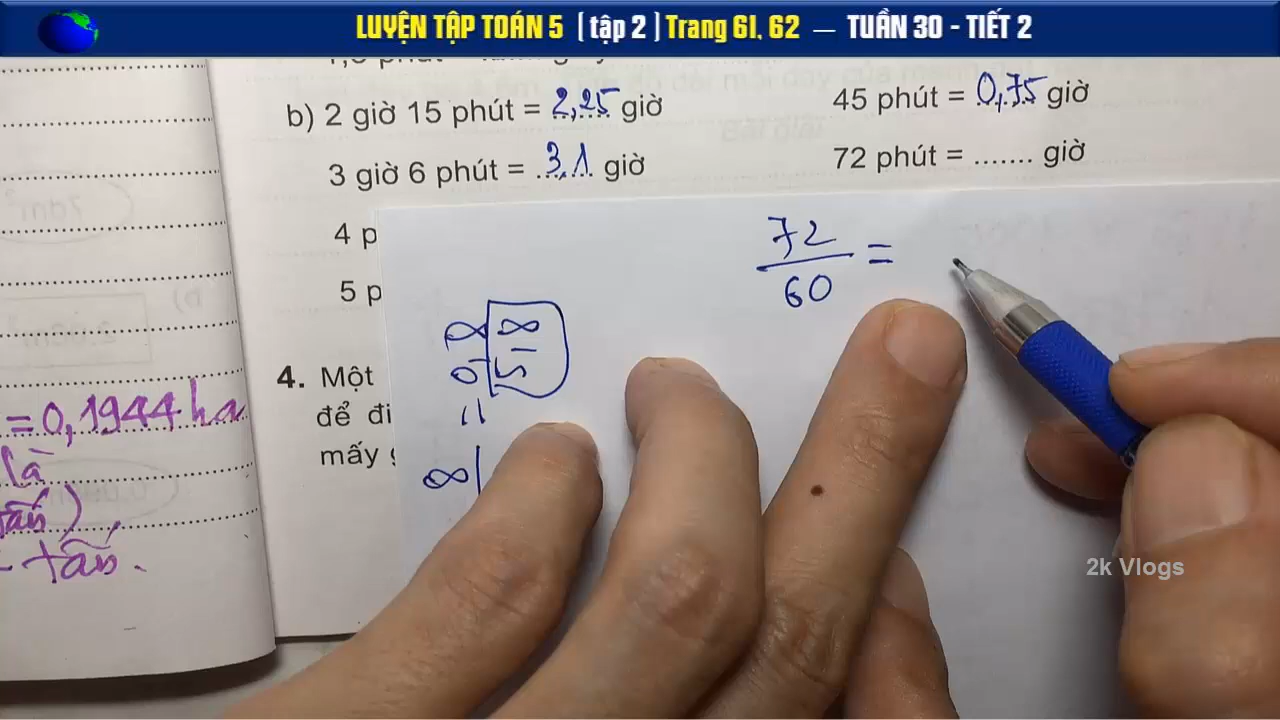 LUYỆN TẬP TOÁN 5 [ tập 2 ] Trang 61, 62 — TUẦN 30 - TIẾT 2
b) 2 giờ 15 phút = 2,25 giờ
45 phút = 0,75 giờ
3 giờ 6 phút = 3,1 giờ
72 phút = ....... giờ
4 p
72
60 =
5 p
4. Một
để đi
mấy
= 0,1944 ha
là
tấn.
2k Vlogs